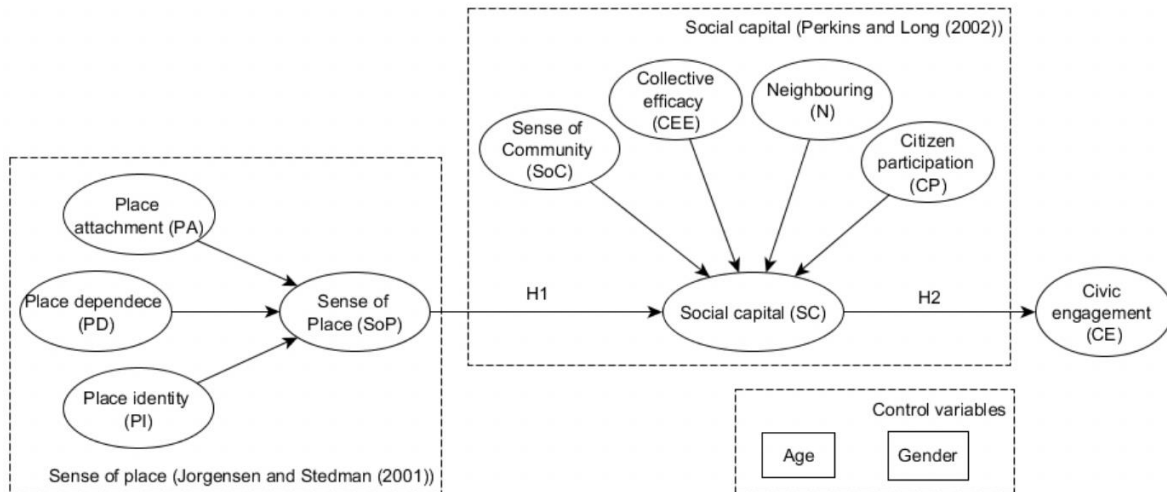 Social capital (Perkins and Long (2002))
Collective
efficacy
(CEE)
Neighbouring
(N)
Sense of
Community
(SoC)
Citizen
participation
(CP)
Place
attachment (PA)
Place dependece
(PD)
Sense of
Place (SoP)
H1
Social capital (SC)
H2
Civic
engagement
(CE)
Place identity
(PI)
Sense of place (Jorgensen and Stedman (2001))
Control variables
Age
Gender